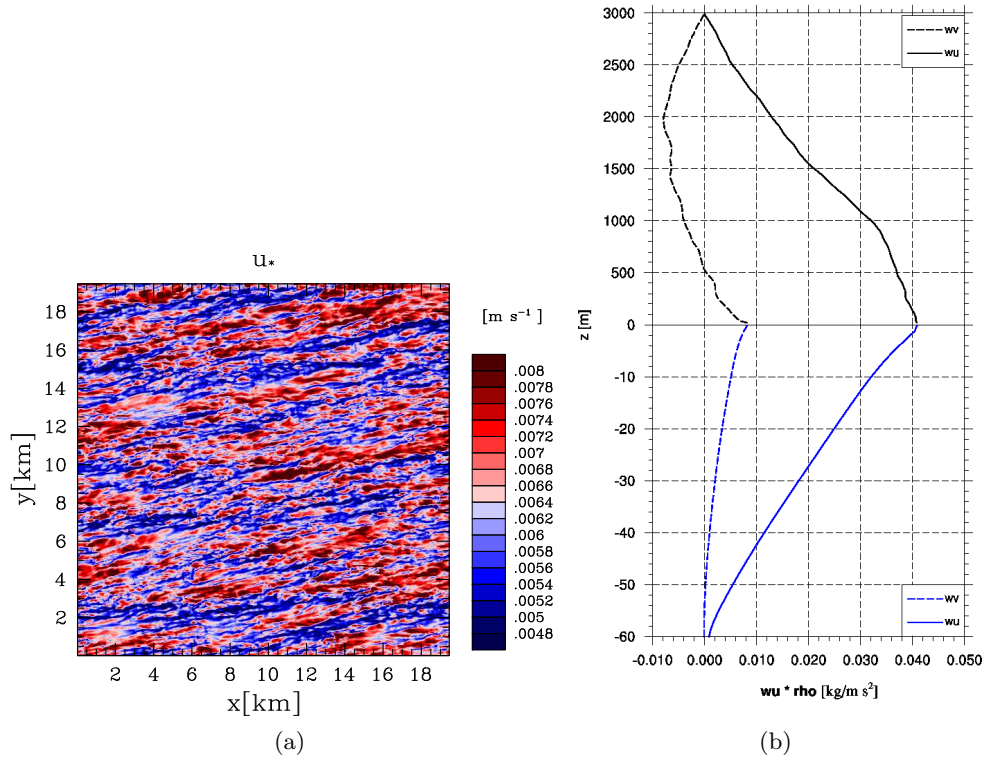 u*
18
16
14
12
10
8
6
4
2
y[km]
2 4 6 8 10 12 14 16 18
x[km]
[m s⁻¹ ]
.008
.0078
.0076
.0074
.0072
.007
.0068
.0066
.0064
.0062
.006
.0058
.0056
.0054
.0052
.005
.0048
(a)
3000
2500
2000
1500
1000
500
0
-10
-20
-30
-40
-50
-60
z [m]
wv
wu
wv
wu
-0.010 0.000 0.010 0.020 0.030 0.040 0.050
wu * rho [kg/m s²]
(b)